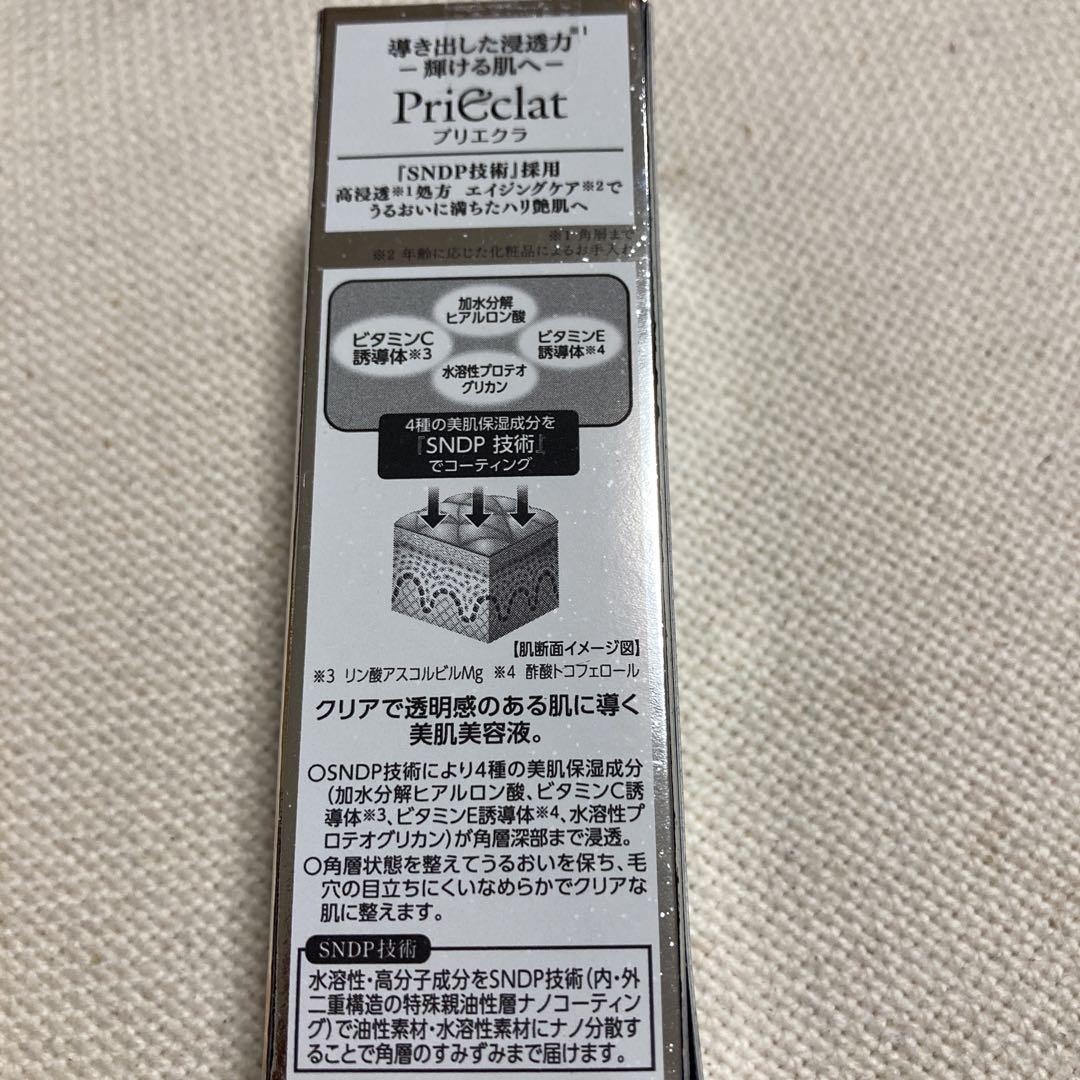 導き出した浸透力※1
－輝ける肌へ－
PriEclat
プリエクラ
『SNDP技術』採用
高浸透※1処方 エイジングケア※2で
うるおいに満ちたハリ艶肌へ
※1 角層まで
※2 年齢に応じた化粧品によるお手入れ
加水分解
ヒアルロン酸
ビタミンC
誘導体※3
ビタミンE
誘導体※4
水溶性プロテオ
グリカン
4種の美肌保湿成分を
『SNDP 技術』
でコーティング
【肌断面イメージ図】
※3 リン酸アスコルビルMg ※4 酢酸トコフェロール
クリアで透明感のある肌に導く
美肌美容液。
○SNDP技術により4種の美肌保湿成分
(加水分解ヒアルロン酸、ビタミンC誘
導体※3、ビタミンE誘導体※4、水溶性プ
ロテオグリカン)が角層深部まで浸透。
○角層状態を整えてうるおいを保ち、毛
穴の目立ちにくいなめらかでクリアな
肌に整えます。
SNDP技術
水溶性・高分子成分をSNDP技術(内・外
二重構造の特殊親油性層ナノコーティン
グ)で油性素材・水溶性素材にナノ分散す
ることで角層のすみずみまで届けます。